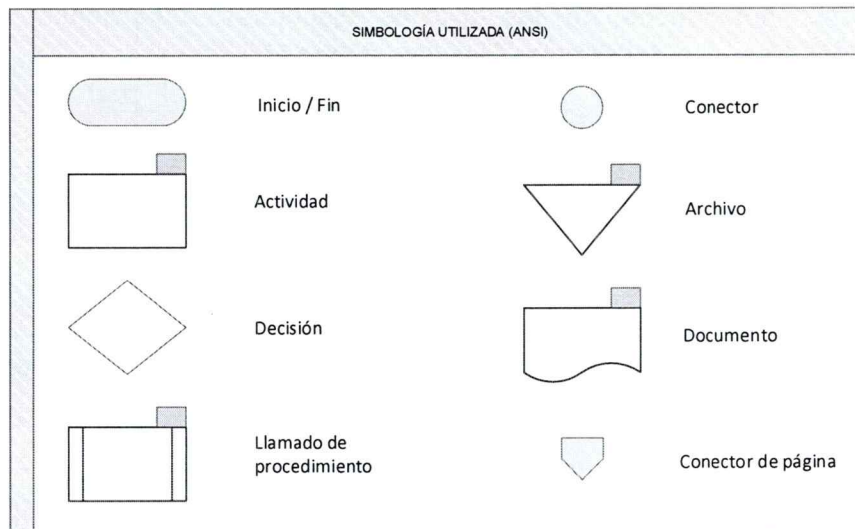 SIMBOLOGÍA UTILIZADA (ANSI)
Inicio / Fin
Conector
Actividad
Archivo
Decisión
Documento
Llamado de
procedimiento
Conector de página